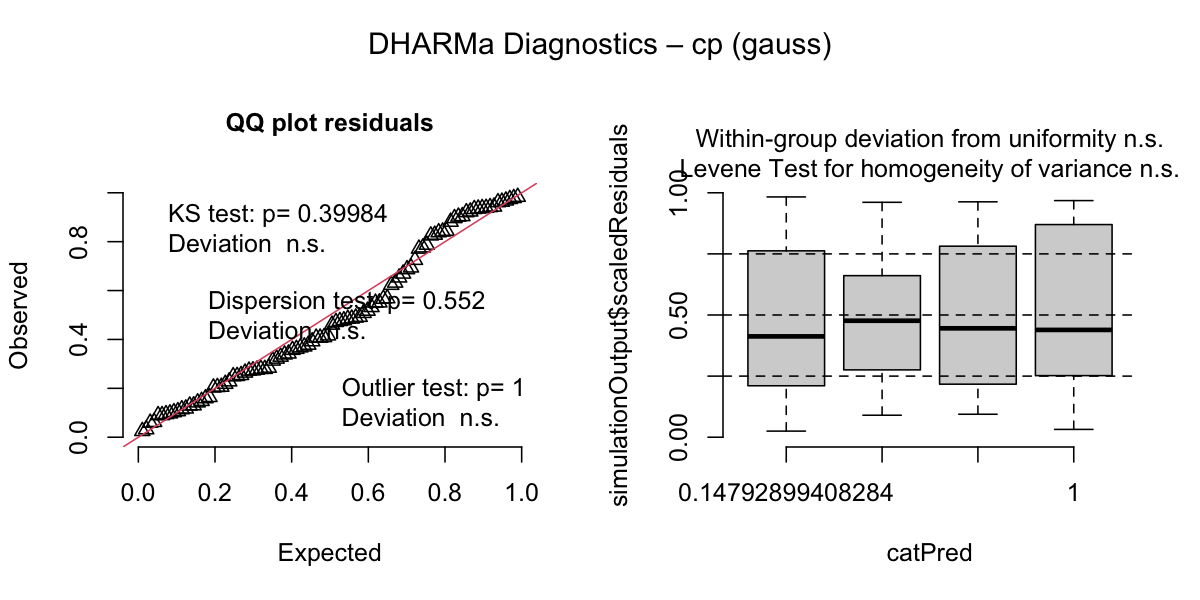 DHARMa Diagnostics – cp (gauss)
QQ plot residuals
KS test: p= 0.39984
Deviation n.s.
Dispersion test: p= 0.552
Deviation n.s.
Outlier test: p= 1
Deviation n.s.
Observed
0.0
0.4
0.8
0.0 0.2 0.4 0.6 0.8 1.0
Expected
Within-group deviation from uniformity n.s.
Levene Test for homogeneity of variance n.s.
simulationOutput$scaledResiduals
0.00
0.50
1.00
0.14792899408284 1
catPred